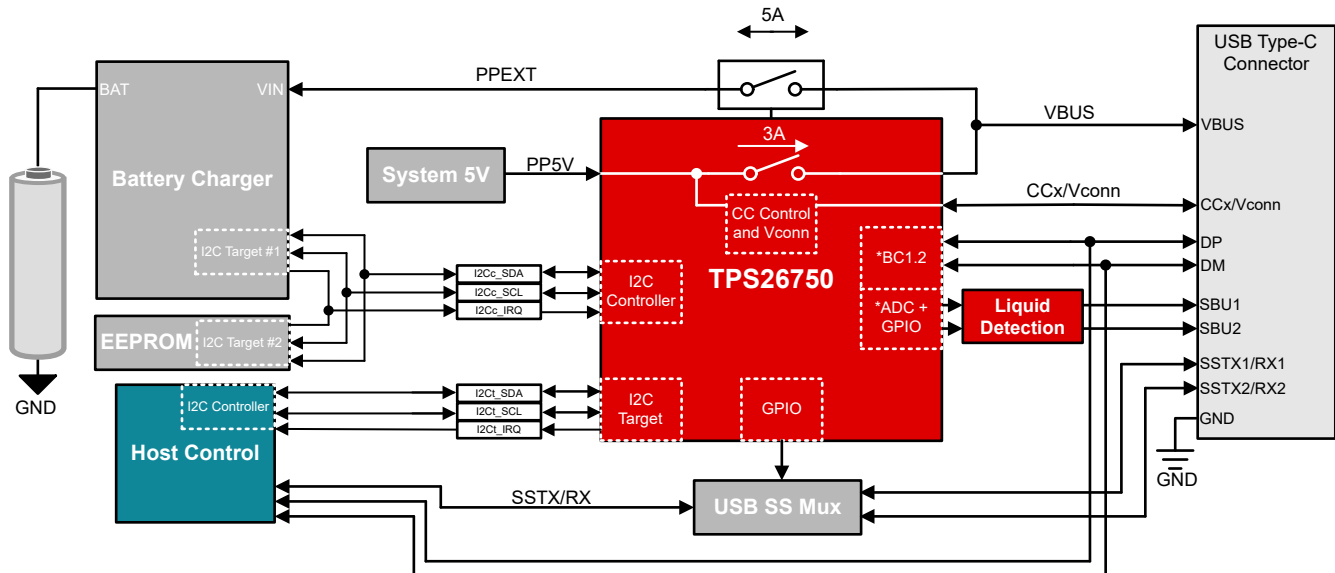 5A
USB Type-C
Connector
PPEXT
BAT
VIN
VBUS
VBUS
3A
Battery Charger
System 5V
PP5V
CCx/Vconn
CCx/Vconn
CC Control
and Vconn
I2C Target #1
*BC1.2
DP
DM
TPS26750
I2Cc_SDA
I2Cc_SCL
I2Cc_IRQ
I2C
Controller
*ADC +
GPIO
Liquid
Detection
SBU1
SBU2
EEPROM
I2C Target #2
SSTX1/RX1
SSTX2/RX2
GND
I2C Controller
I2Ct_SDA
I2Ct_SCL
I2Ct_IRQ
I2C
Target
GPIO
GND
Host Control
GND
SSTX/RX
USB SS Mux